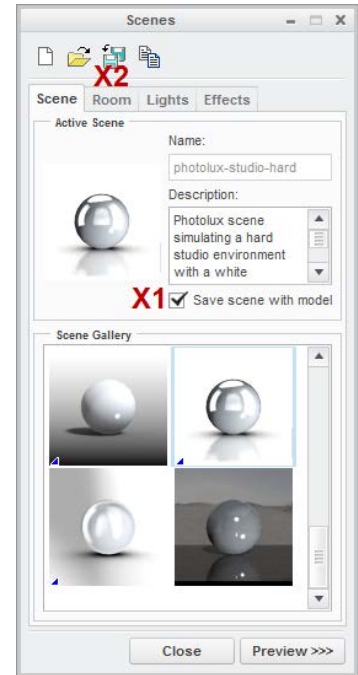 Scenes
X2
Scene Room Lights Effects
Active Scene
Name:
photolux-studio-hard
Description:
Photolux scene
simulating a hard
studio environment
with a white
X1 Save scene with model
Scene Gallery
Close Preview >>>